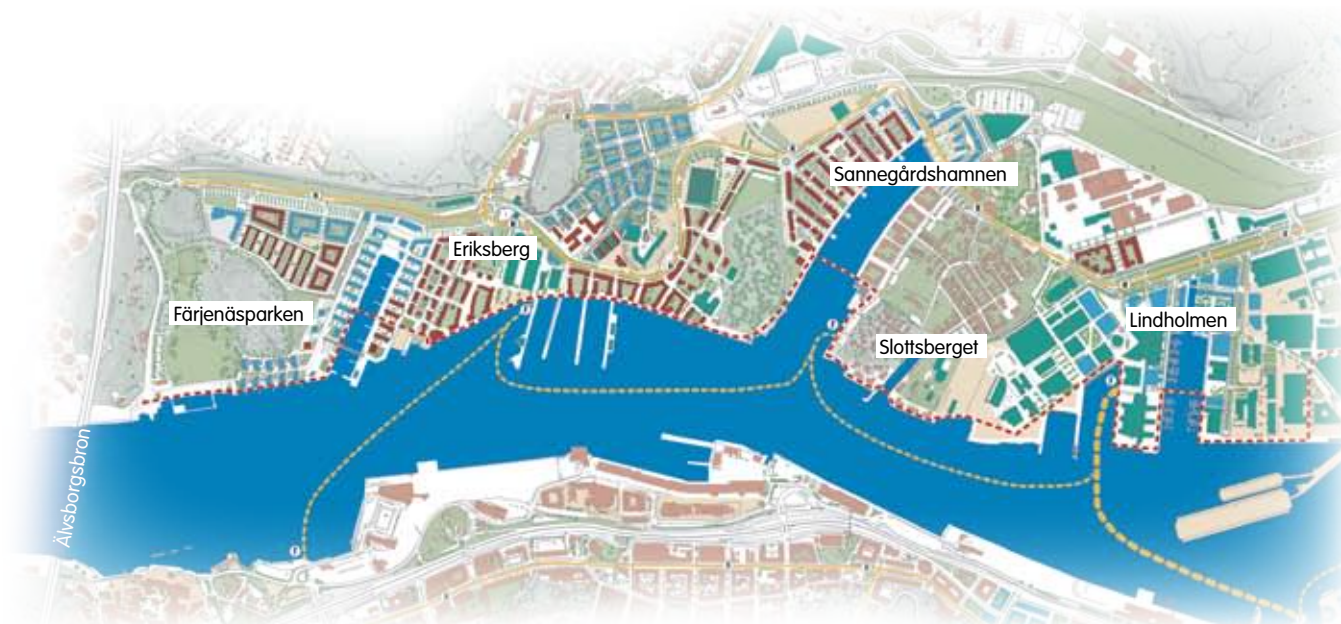 Sannegårdshamnen
Eriksberg
Färjenäsparken
Lindholmen
Slottsberget
Älvsborgsbron